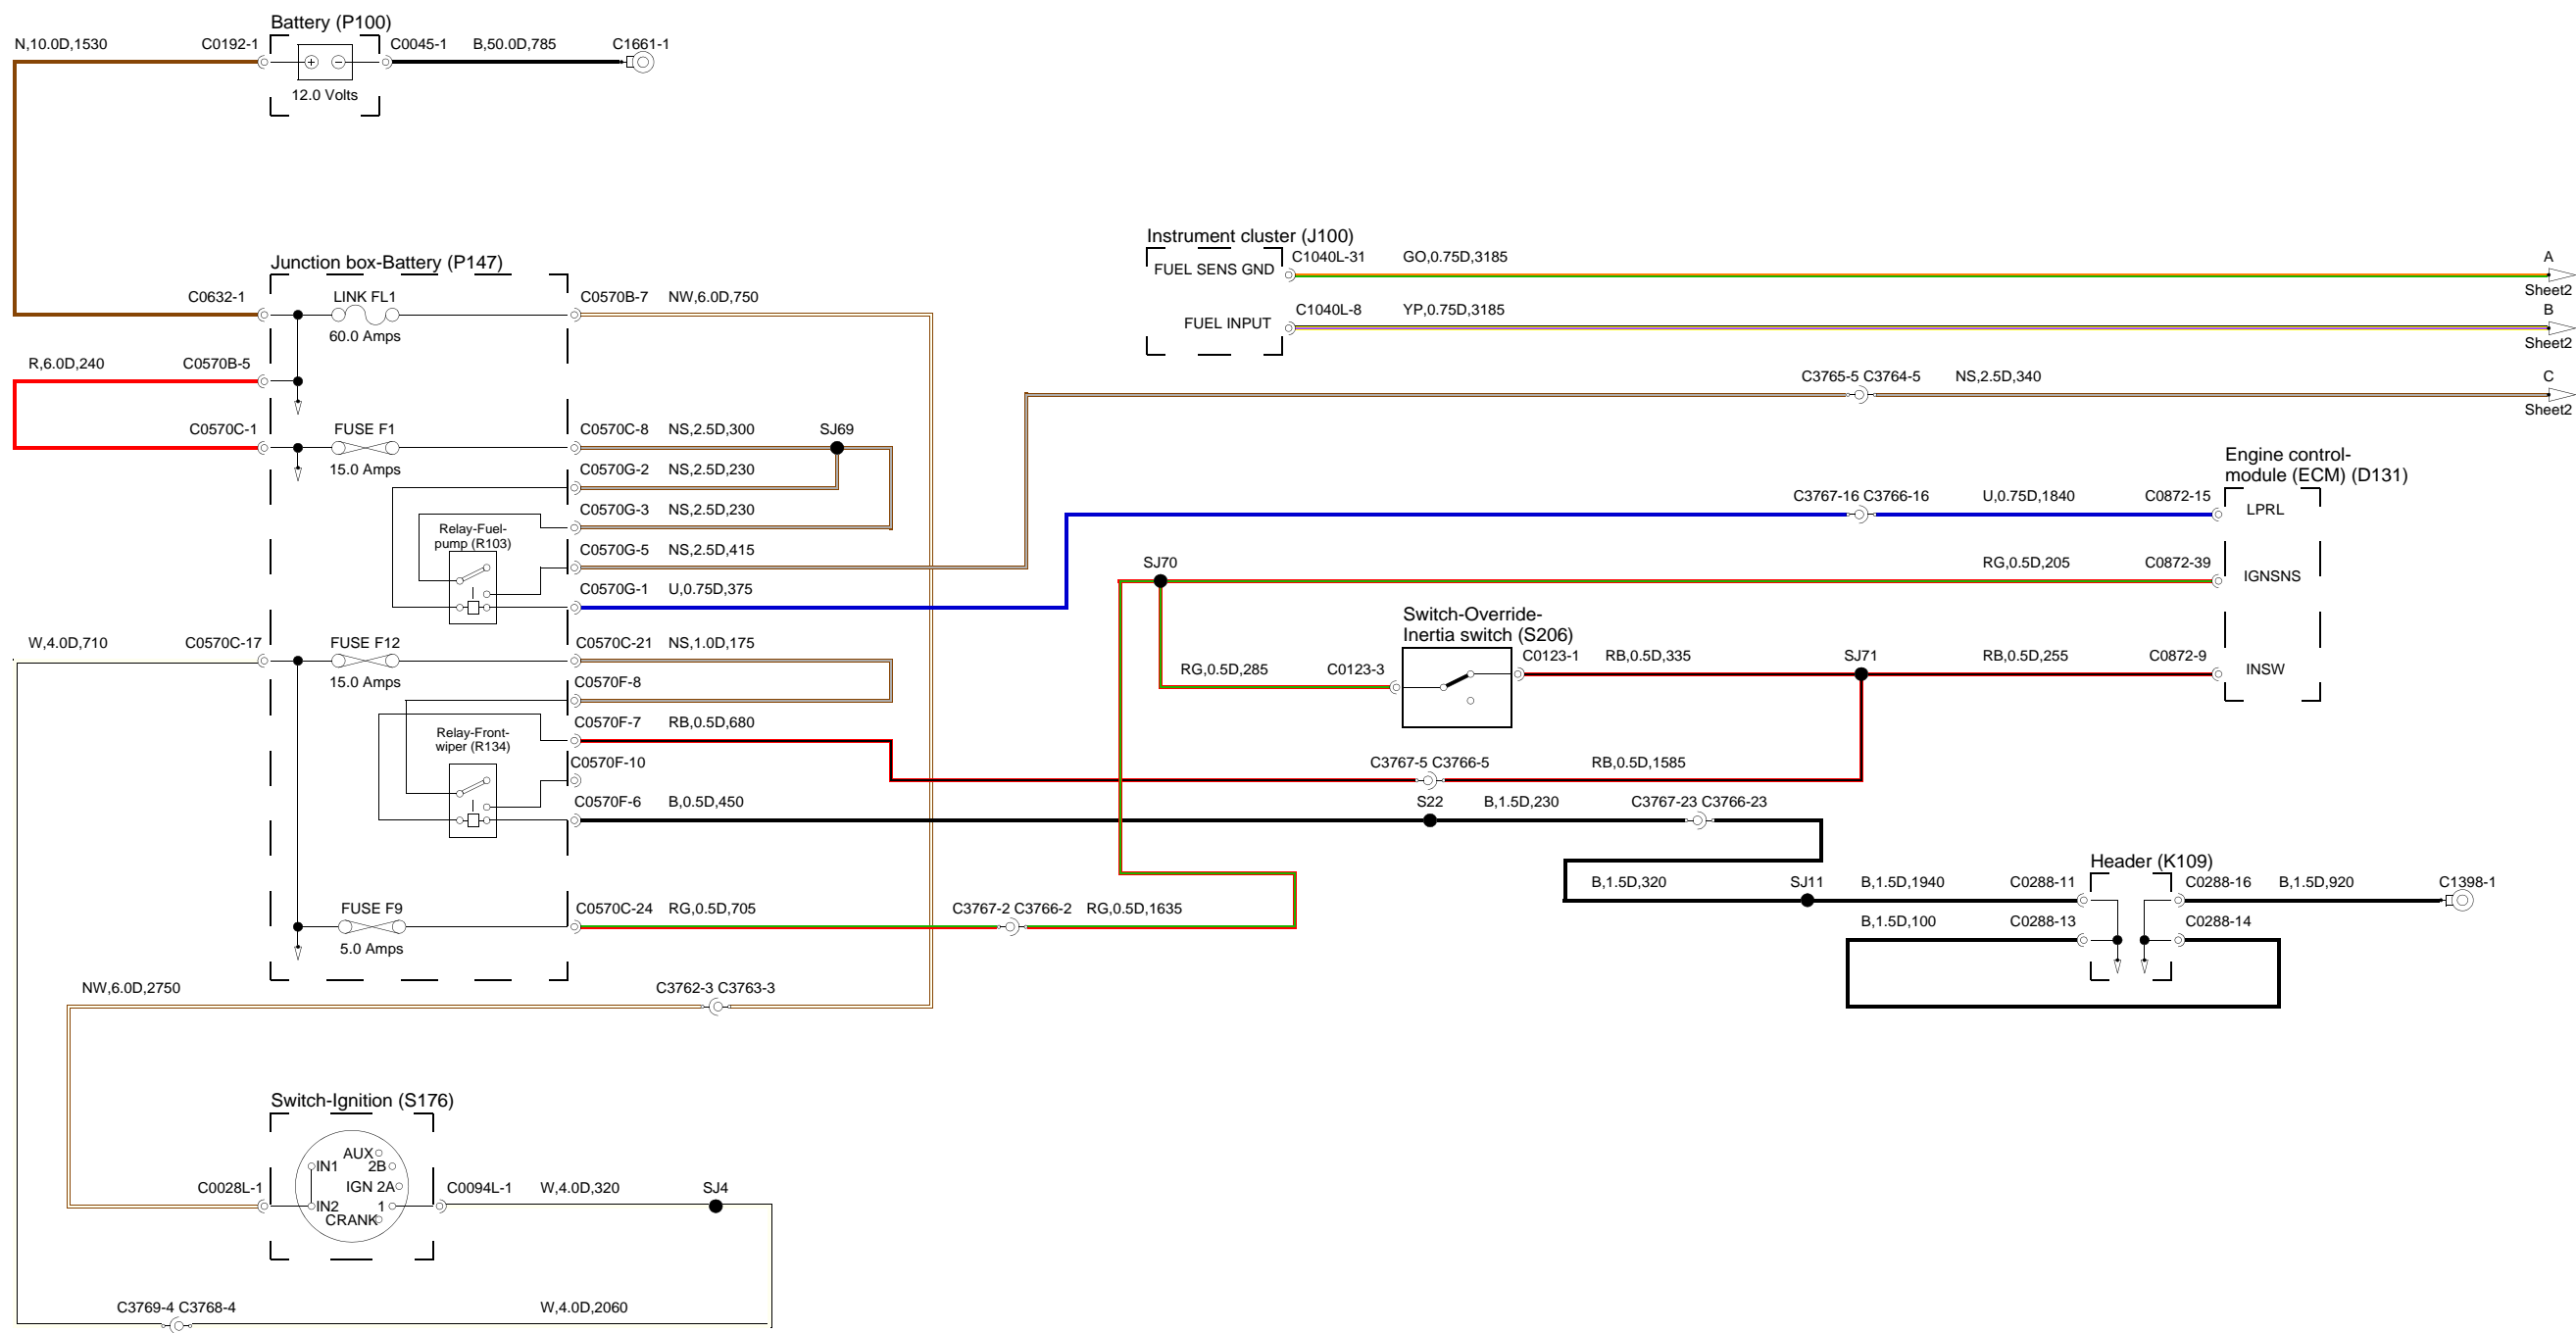 Battery (P100)
N,10.0D,1530 C0192-1 C0045-1 B,50.0D,785 C1661-1
12.0 Volts
Instrument cluster (J100)
FUEL SENS GND C1040L-31 GO,0.75D,3185 A
Sheet2
FUEL INPUT C1040L-8 YP,0.75D,3185 B
Sheet2
C3765-5 C3764-5 NS,2.5D,340 C
Sheet2
Junction box-Battery (P147)
C0632-1 LINK FL1 C0570B-7 NW,6.0D,750
60.0 Amps
R,6.0D,240 C0570B-5
C0570C-1 FUSE F1 C0570C-8 NS,2.5D,300 SJ69
15.0 Amps C0570G-2 NS,2.5D,230
C0570G-3 NS,2.5D,230
Relay-Fuel-
pump (R103)
C0570G-5 NS,2.5D,415
C0570G-1 U,0.75D,375
Engine control-
module (ECM) (D131)
C3767-16 C3766-16 U,0.75D,1840 C0872-15 LPRL
SJ70 RG,0.5D,205 C0872-39 IGNSNS
Switch-Override-
Inertia switch (S206)
RG,0.5D,285 C0123-3 C0123-1 RB,0.5D,335 SJ71 RB,0.5D,255 C0872-9 INSW
W,4.0D,710 C0570C-17 FUSE F12 C0570C-21 NS,1.0D,175
15.0 Amps C0570F-8
C0570F-7 RB,0.5D,680
Relay-Front-
wiper (R134)
C0570F-10 C3767-5 C3766-5 RB,0.5D,1585
C0570F-6 B,0.5D,450 S22 B,1.5D,230 C3767-23 C3766-23
Header (K109)
B,1.5D,320 SJ11 B,1.5D,1940 C0288-11 C0288-16 B,1.5D,920 C1398-1
B,1.5D,100 C0288-13 C0288-14
FUSE F9 C0570C-24 RG,0.5D,705 C3767-2 C3766-2 RG,0.5D,1635
5.0 Amps
NW,6.0D,2750 C3762-3 C3763-3
Switch-Ignition (S176)
AUX
IN1 2B
IGN 2A
C0028L-1 IN2 1 C0094L-1 W,4.0D,320 SJ4
CRANK
C3769-4 C3768-4 W,4.0D,2060